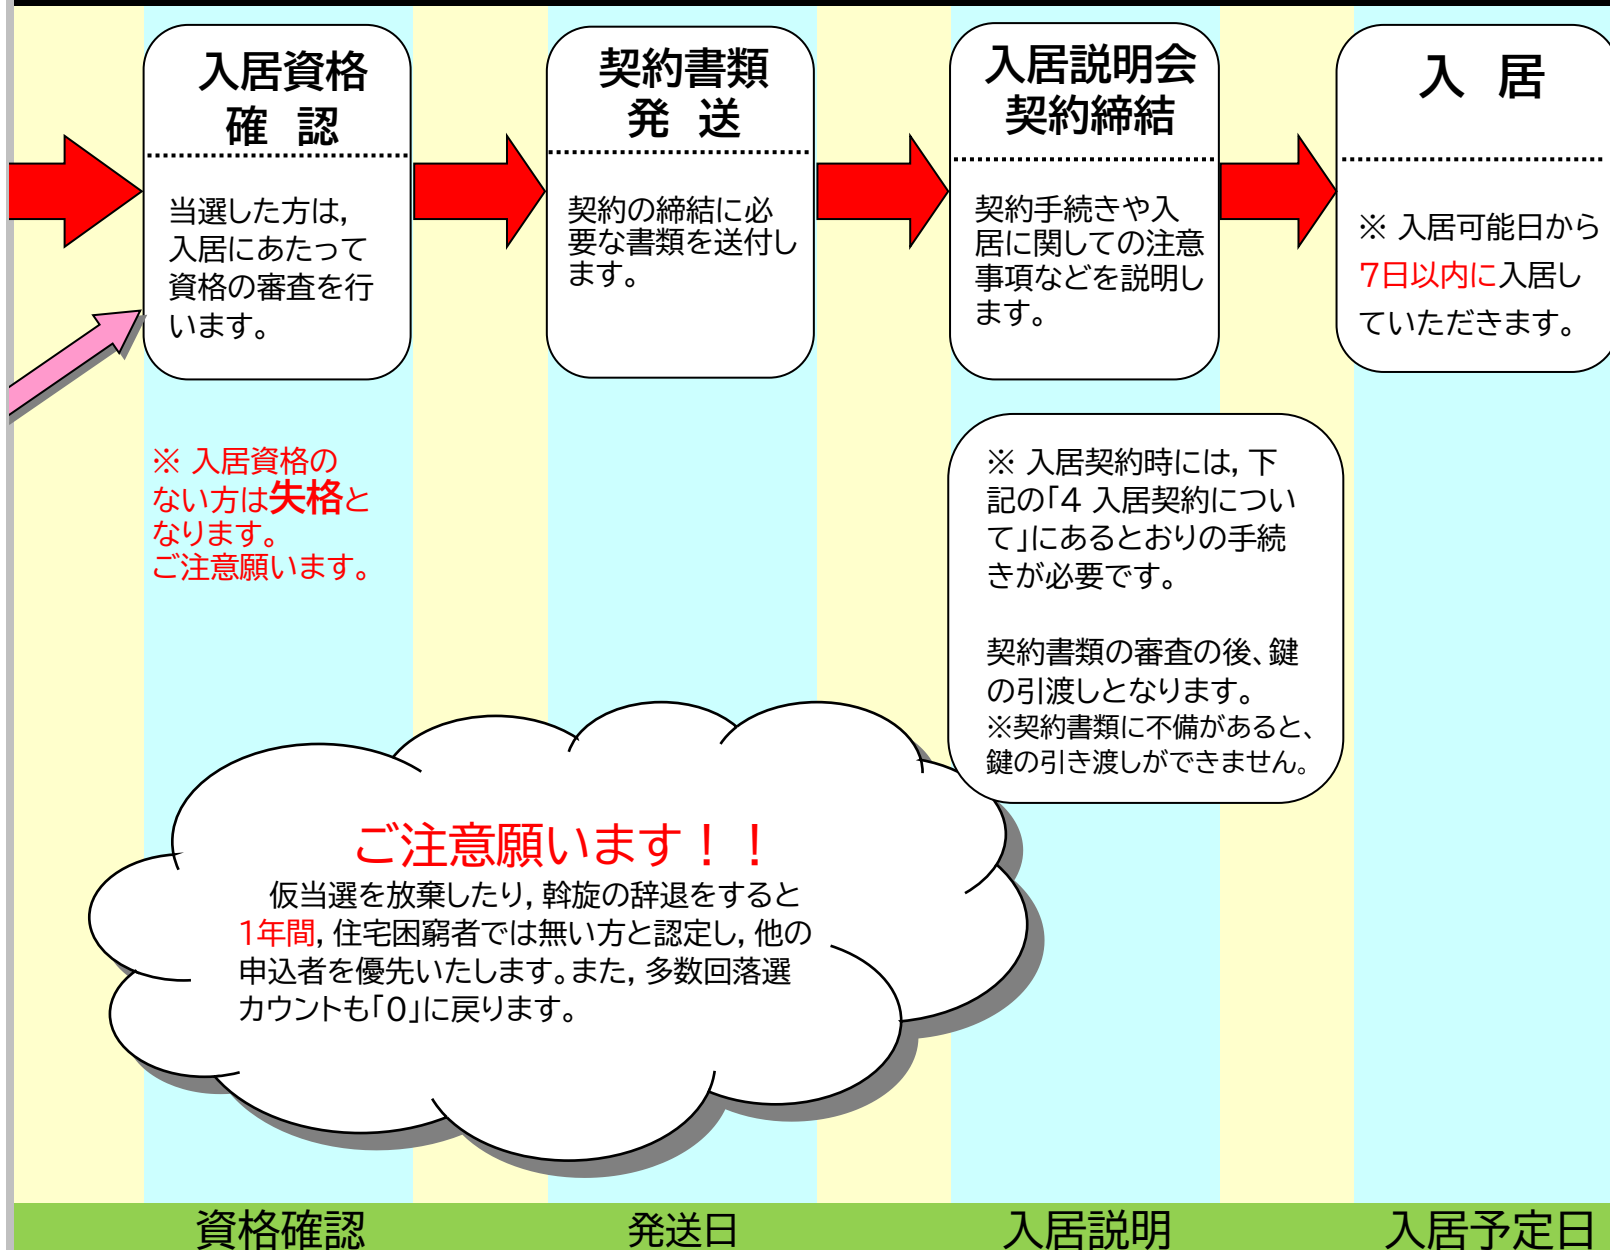 入居資格
確　認
当選した方は,
入居にあたって
資格の審査を行
います。
※ 入居資格の
ない方は失格と
なります。
ご注意願います。
契約書類
発　送
契約の締結に必
要な書類を送付し
ます。
入居説明会
契約締結
契約手続きや入
居に関しての注意
事項などを説明し
ます。
※ 入居契約時には, 下
記の「4 入居契約につい
て」にあるとおりの手続
きが必要です。
契約書類の審査の後、鍵
の引渡しとなります。
※契約書類に不備があると、
鍵の引き渡しができません。
入　居
※ 入居可能日から
7日以内に入居し
ていただきます。
ご注意願います！！
仮当選を放棄したり, 斡旋の辞退をすると
1年間, 住宅困窮者では無い方と認定し, 他の
申込者を優先いたします。また, 多数回落選
カウントも「0」に戻ります。
資格確認
発送日
入居説明
入居予定日